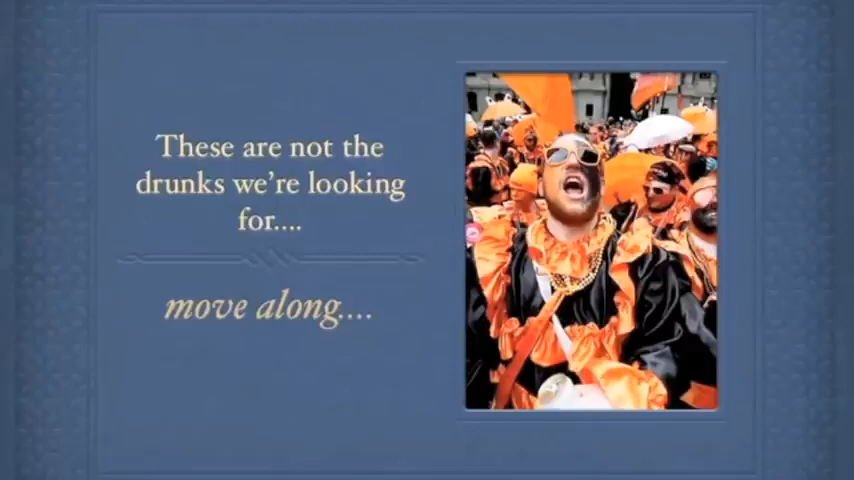 These are not the
drunks we're looking
for....
move along....